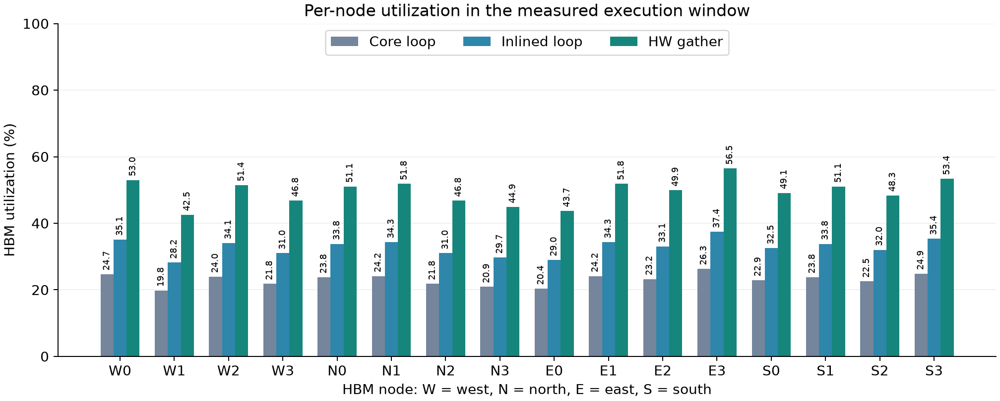 Per-node utilization in the measured execution window
Core loop Inlined loop HW gather
HBM utilization (%)
100
80
60
40
20
0
24.7 35.1 53.0
19.8 28.2 42.5
24.0 34.1 51.4
21.8 31.0 46.8
23.8 33.8 51.1
24.2 34.3 51.8
21.8 31.0 46.8
20.9 29.7 44.9
20.4 29.0 43.7
24.2 34.3 51.8
23.2 33.1 49.9
26.3 37.4 56.5
22.9 32.5 49.1
23.8 33.8 51.1
22.5 32.0 48.3
24.9 35.4 53.4
W0 W1 W2 W3 N0 N1 N2 N3 E0 E1 E2 E3 S0 S1 S2 S3
HBM node: W = west, N = north, E = east, S = south